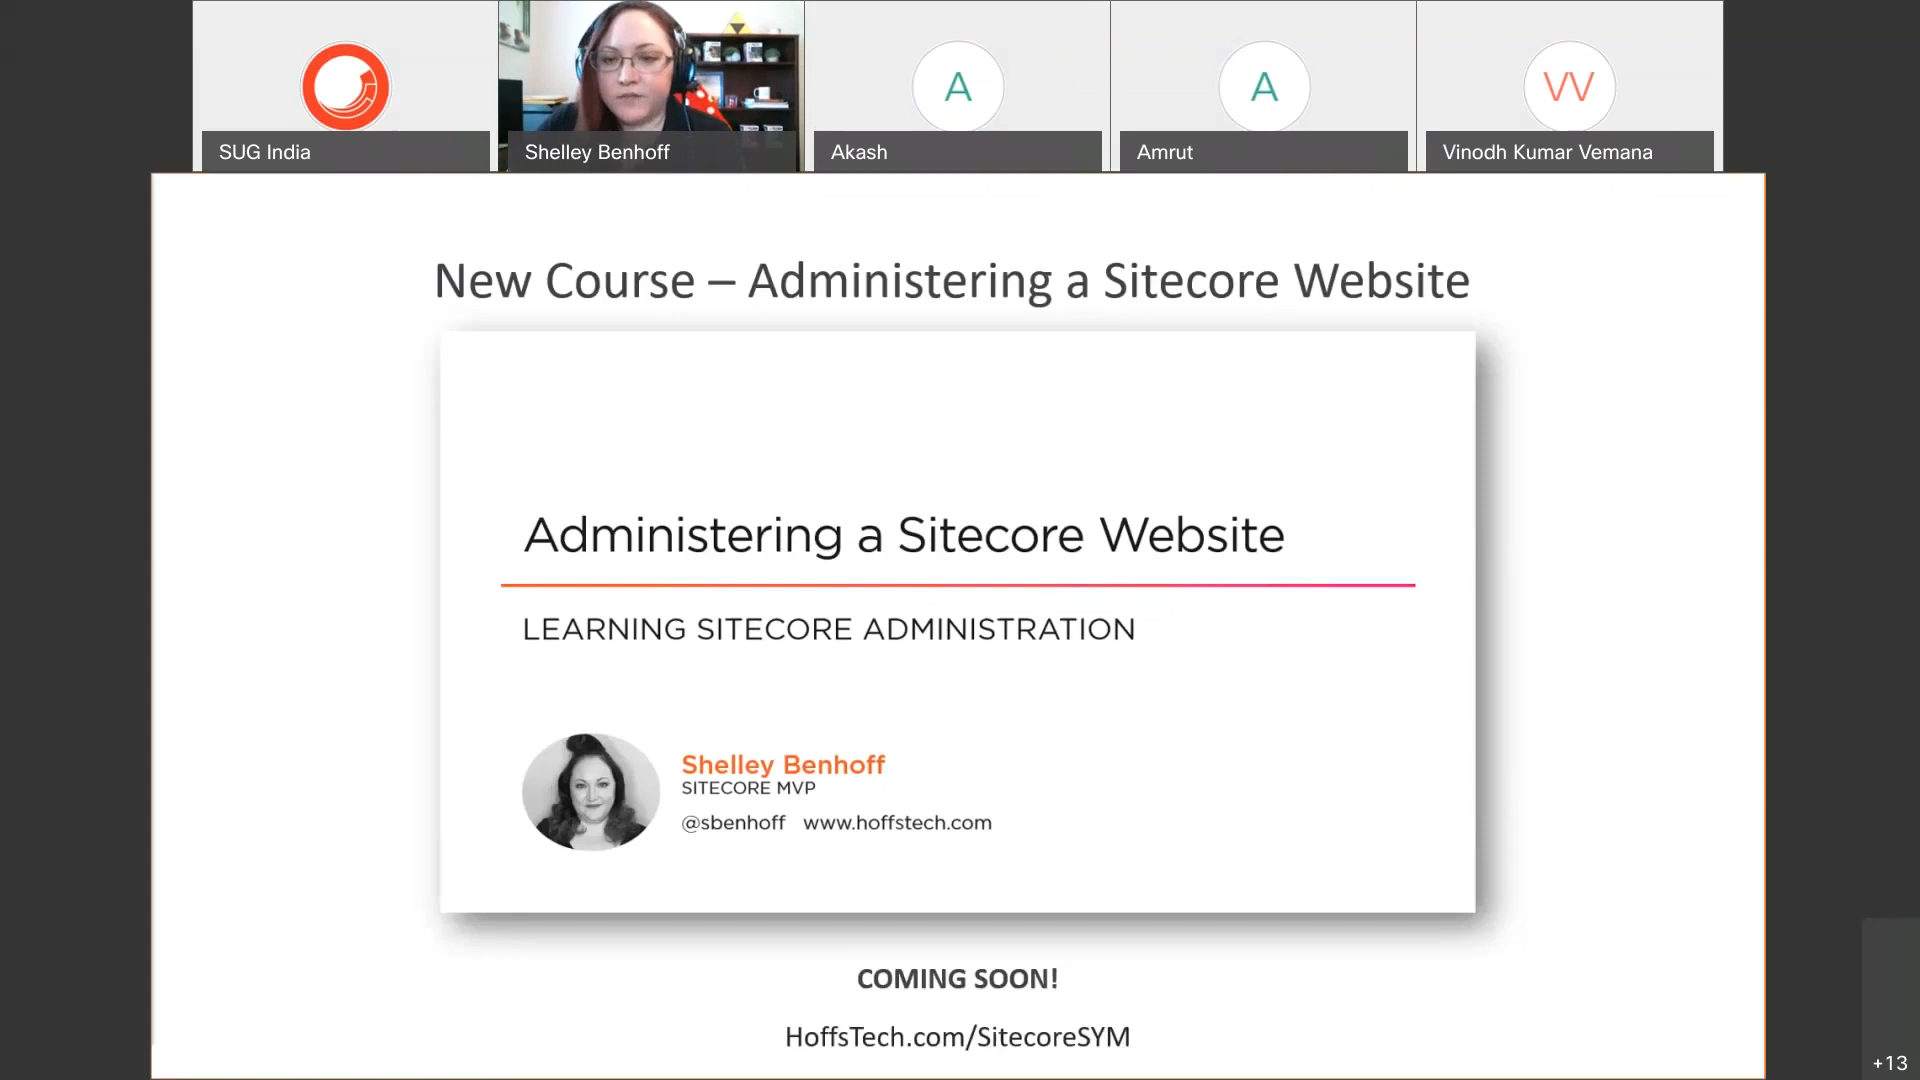 A
A
VV
SUG India
Shelley Benhoff
Akash
Amrut
Vinodh Kumar Vemana
New Course – Administering a Sitecore Website
Administering a Sitecore Website
LEARNING SITECORE ADMINISTRATION
Shelley Benhoff
SITECORE MVP
@sbenhoff www.hoffstech.com
COMING SOON!
HoffsTech.com/SitecoreSYM
+13